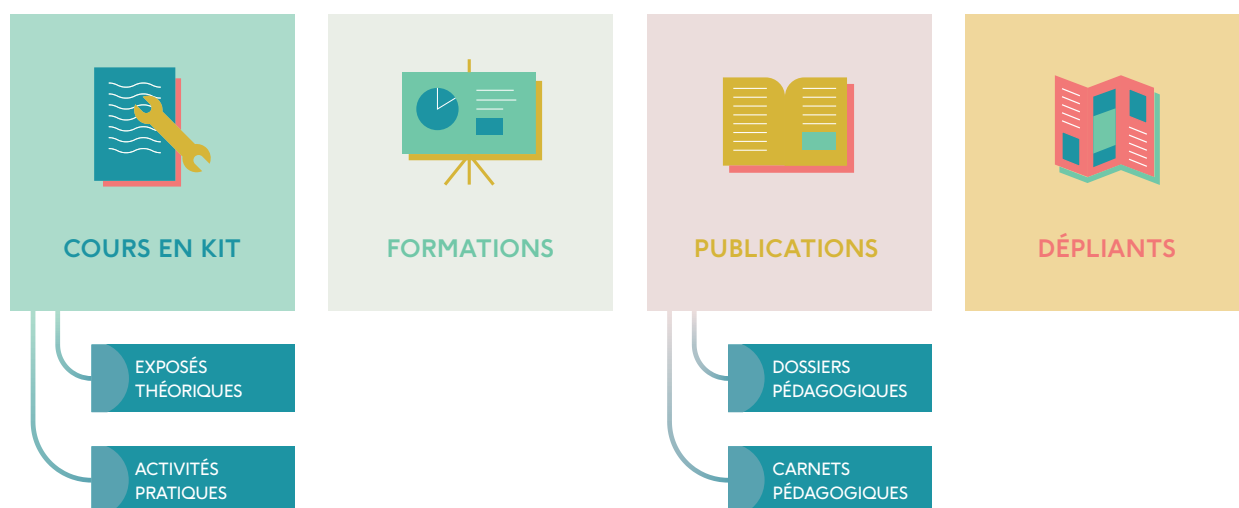 COURS EN KIT
FORMATIONS
PUBLICATIONS
DÉPLIANTS
EXPOSÉS
THÉORIQUES
ACTIVITÉS
PRATIQUES
DOSSIERS
PÉDAGOGIQUES
CARNETS
PÉDAGOGIQUES